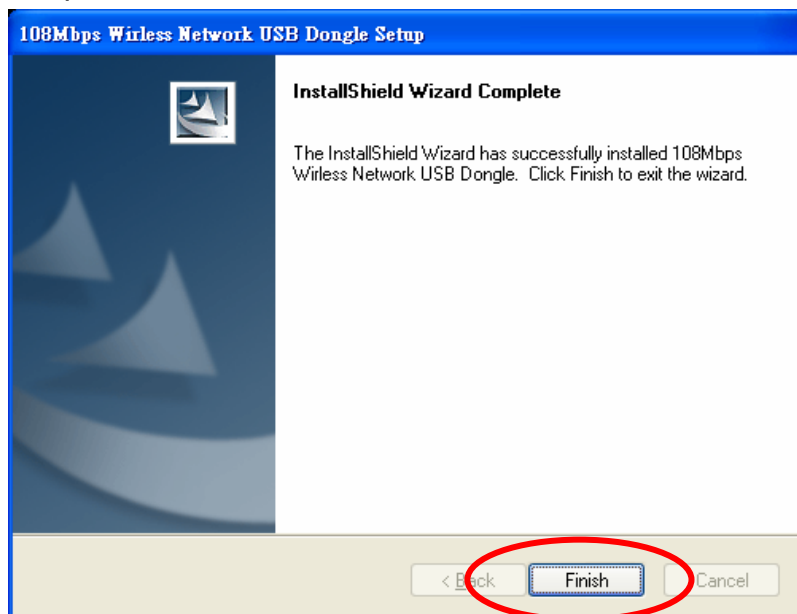 108Mbps Wirless Network USB Dongle Setup
InstallShield Wizard Complete
The InstallShield Wizard has successfully installed 108Mbps
Wirless Network USB Dongle. Click Finish to exit the wizard.
< Back Finish Cancel